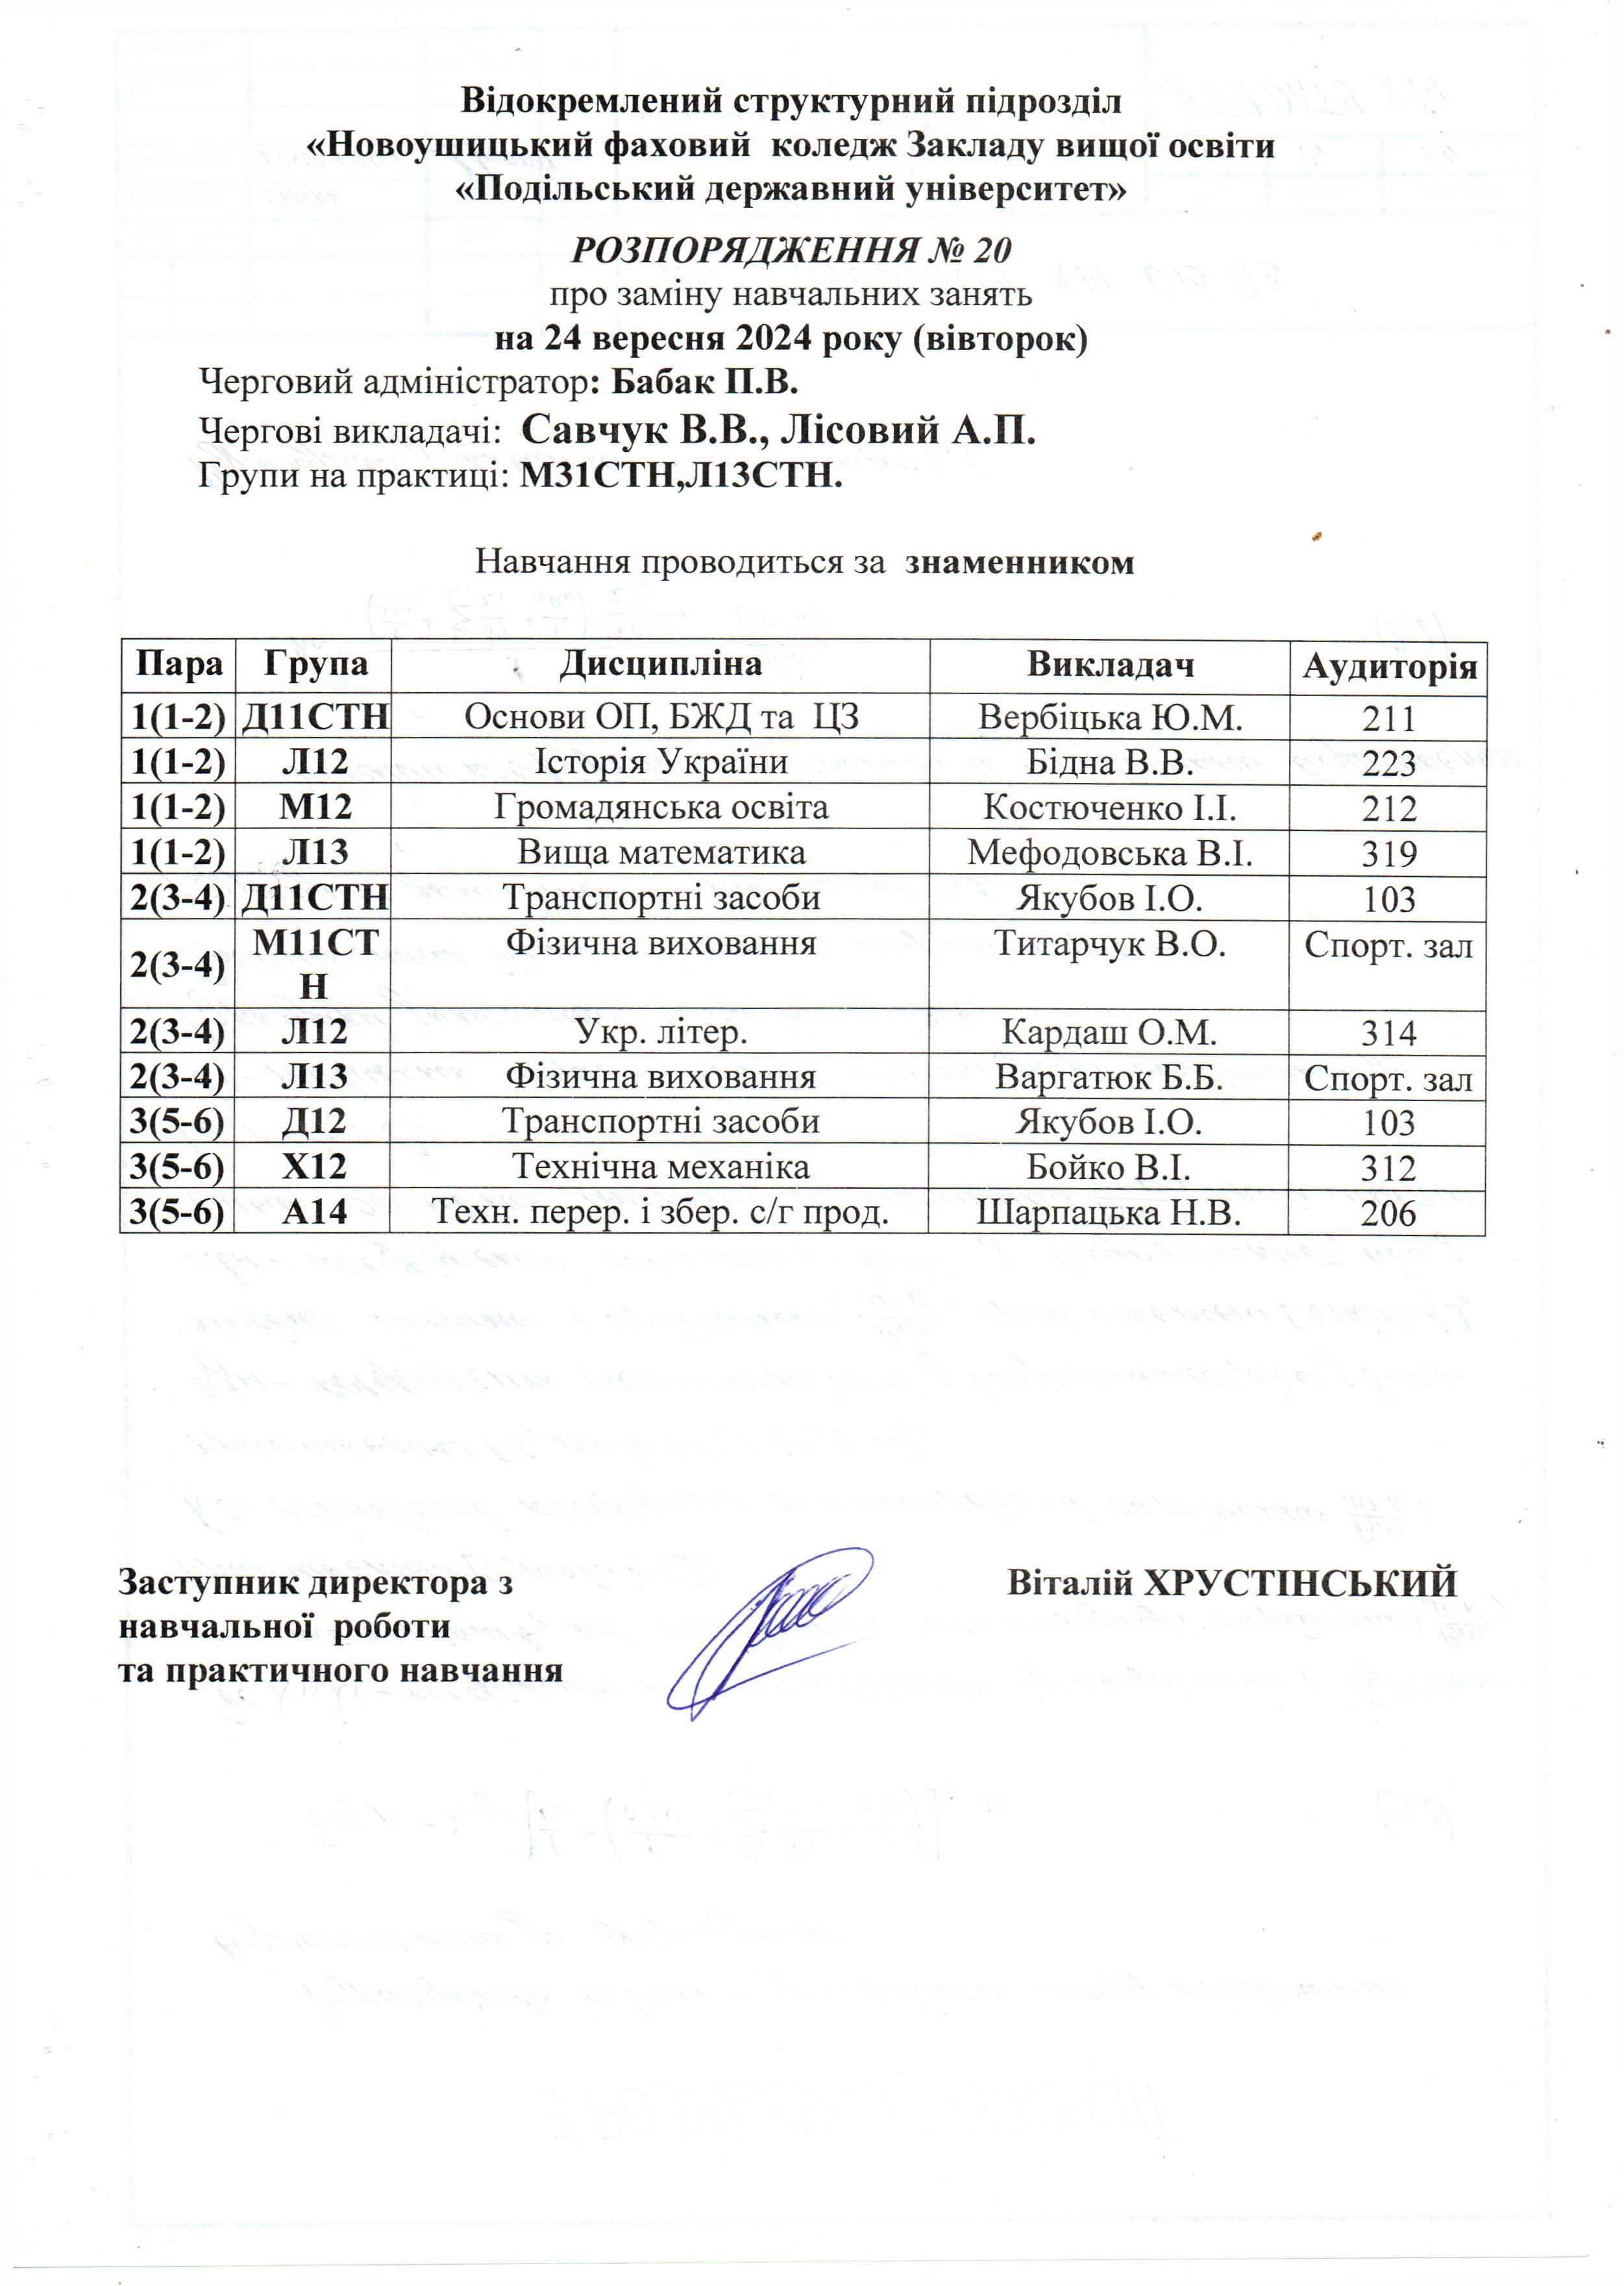 Відокремлений структурний підрозділ
«Новоушицький фаховий  коледж Закладу вищої освіти
«Подільський державний університет»
РОЗПОРЯДЖЕННЯ № 20
про заміну навчальних занять
на 24 вересня 2024 року (вівторок)
Черговий адміністратор: Бабак П.В.
Чергові викладачі:  Савчук В.В., Лісовий А.П.
Групи на практиці: М31СТН,Л13СТН.
Навчання проводиться за  знаменником
Пара Група Дисципліна Викладач Аудиторія
1(1-2) Д11СТН Основи ОП, БЖД та  ЦЗ Вербіцька Ю.М. 211
1(1-2) Л12 Історія України Бідна В.В. 223
1(1-2) М12 Громадянська освіта Костюченко І.І. 212
1(1-2) Л13 Вища математика Мефодовська В.І. 319
2(3-4) Д11СТН Транспортні засоби Якубов І.О. 103
2(3-4) М11СТ Фізична виховання Титарчук В.О. Спорт. зал
Н
2(3-4) Л12 Укр. літер. Кардаш О.М. 314
2(3-4) Л13 Фізична виховання Варгатюк Б.Б. Спорт. зал
3(5-6) Д12 Транспортні засоби Якубов І.О. 103
3(5-6) Х12 Технічна механіка Бойко В.І. 312
3(5-6) А14 Техн. перер. і збер. с/г прод. Шарпацька Н.В. 206
Заступник директора з Віталій ХРУСТІНСЬКИЙ
навчальної  роботи
та практичного навчання